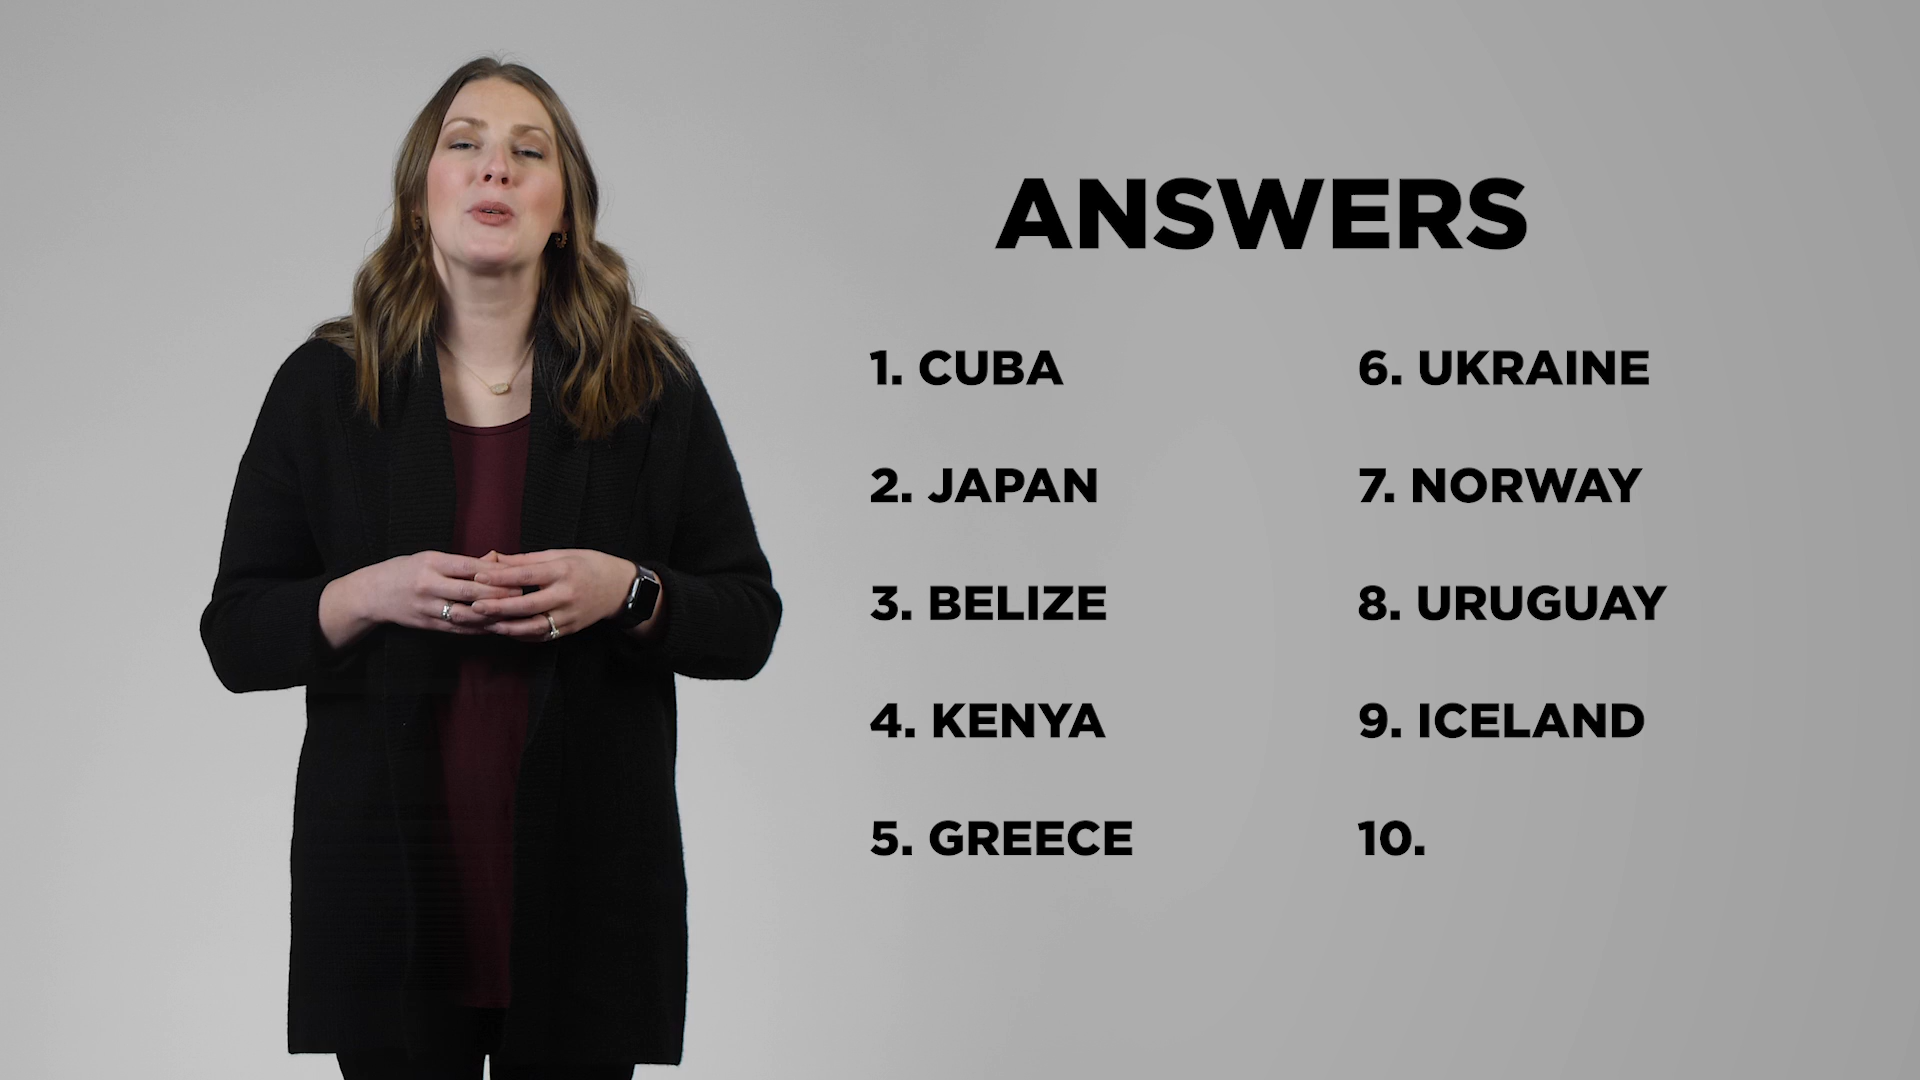 ANSWERS
1. CUBA
2. JAPAN
3. BELIZE
4. KENYA
5. GREECE
6. UKRAINE
7. NORWAY
8. URUGUAY
9. ICELAND
10.